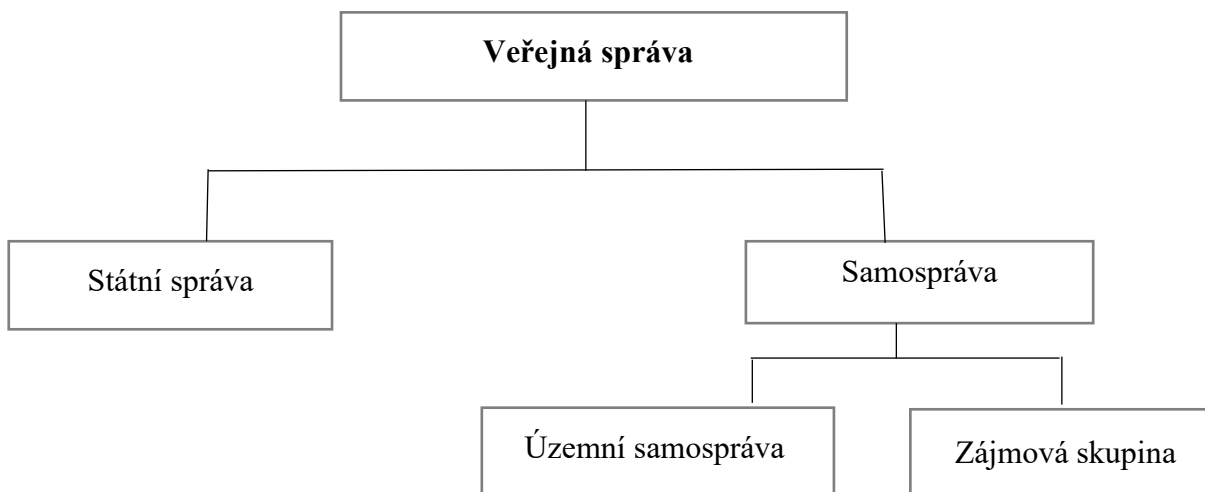 Veřejná správa
Státní správa
Samospráva
Územní samospráva
Zájmová skupina